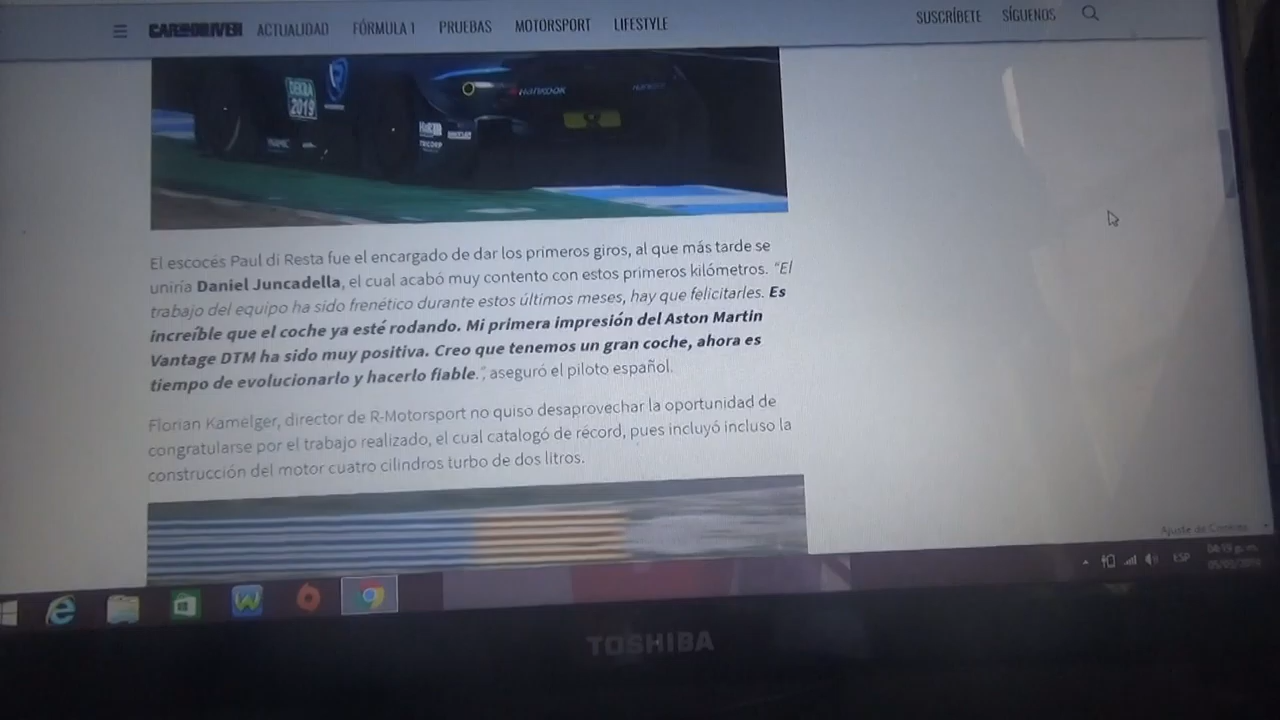 CAR AND DRIVER ACTUALIDAD FÓRMULA 1 PRUEBAS MOTORSPORT LIFESTYLE SUSCRÍBETE SÍGUENOS
DEKRA
2019
HANKOOK
El escocés Paul di Resta fue el encargado de dar los primeros giros, al que más tarde se
uniría Daniel Juncadella, el cual acabó muy contento con estos primeros kilómetros. "El
trabajo del equipo ha sido frenético durante estos últimos meses, hay que felicitarles. Es
increíble que el coche ya esté rodando. Mi primera impresión del Aston Martin
Vantage DTM ha sido muy positiva. Creo que tenemos un gran coche, ahora es
tiempo de evolucionarlo y hacerlo fiable.", aseguró el piloto español.
Florian Kamelger, director de R-Motorsport no quiso desaprovechar la oportunidad de
congratularse por el trabajo realizado, el cual catalogó de récord, pues incluyó incluso la
construcción del motor cuatro cilindros turbo de dos litros.
Ajuste de Cookies
ESP
TOSHIBA